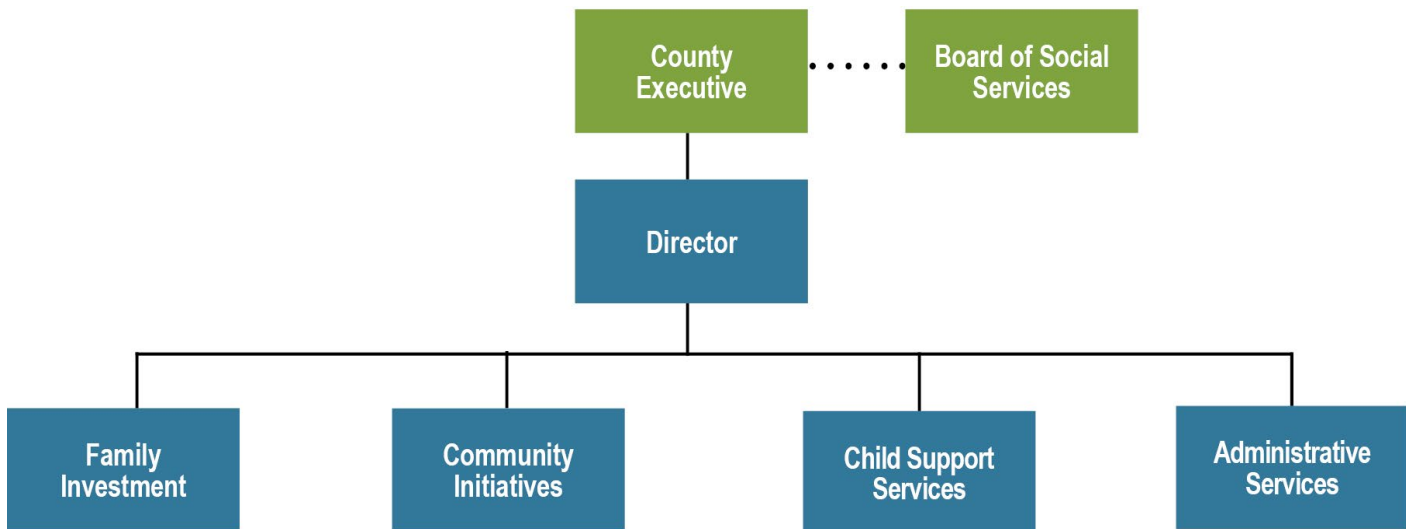 County
Executive
Board of Social
Services
Director
Family
Investment
Community
Initiatives
Child Support
Services
Administrative
Services